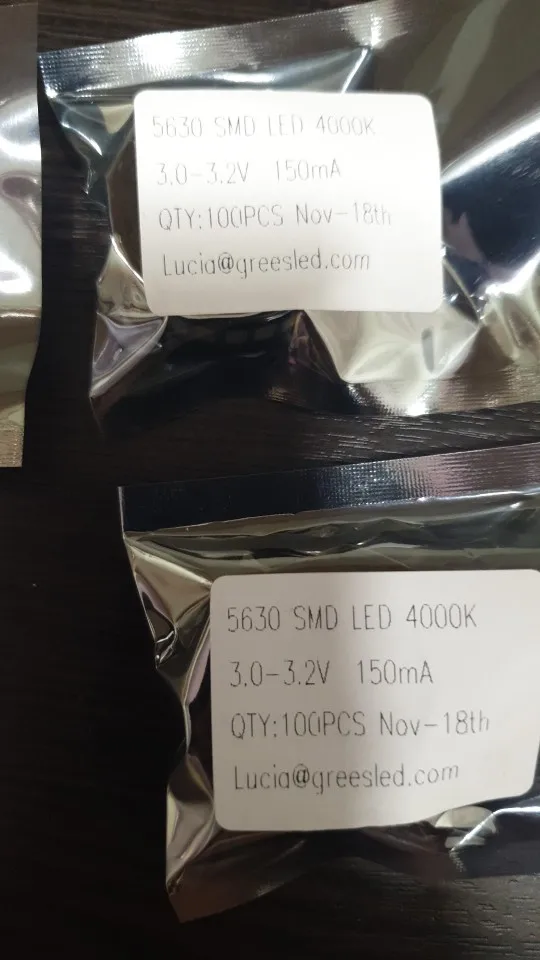 5630 SMD LED 4000K
3.0-3.2V 150mA
QTY:100PCS Nov-18th
Lucia@greesled.com
5630 SMD LED 4000K
3.0-3.2V 150mA
QTY:100PCS Nov-18th
Lucia@greesled.com